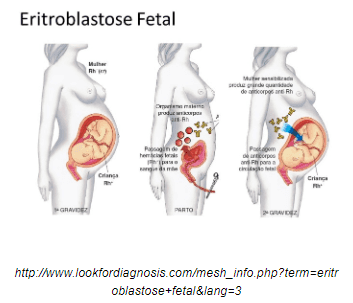 Eritroblastose Fetal
Mulher
Rh⁻
Criança
Rh⁺
1ª GRAVIDEZ
Organismo materno
produz anticorpos
anti Rh
Passagem de
hemácias fetais
para o
sangue da mãe
PARTO
Mulher sensibilizada
produz grande quantidade
de anticorpos anti-Rh
Passagem
de anticorpos
anti-Rh para a
circulação fetal
Criança
Rh⁺
2ª GRAVIDEZ
http://www.lookfordiagnosis.com/mesh_info.php?term=eritr
oblastose+fetal&lang=3